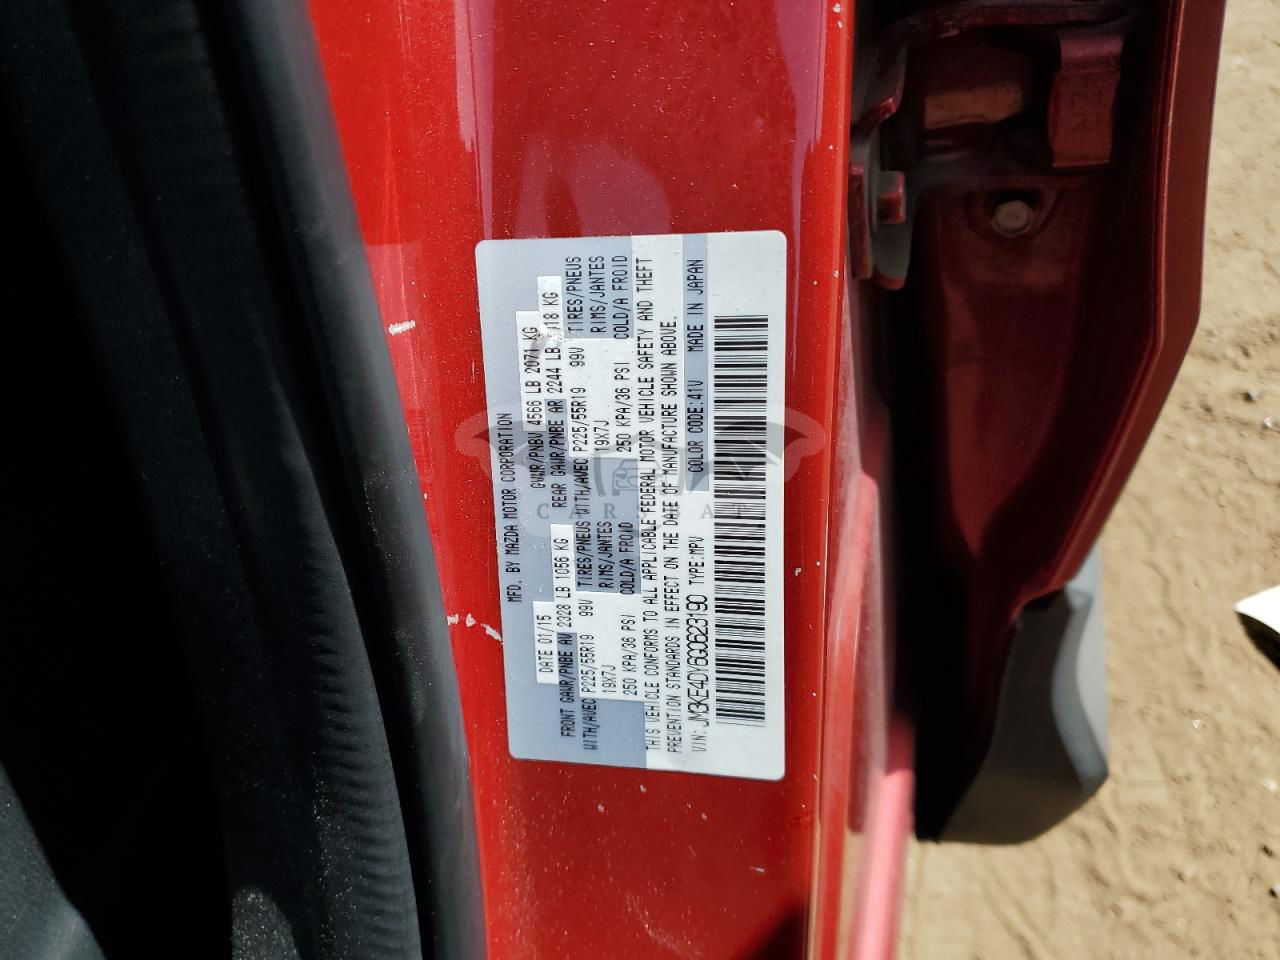 MFD. BY MAZDA MOTOR CORPORATION
DATE 01/15 GVWR/PNBV 4566 LB 2071 KG
FRONT GAWR/PNBE AV 2328 LB 1056 KG REAR GAWR/PNBE AR 2244 LB KG
WITH/AVEC P225/55R19 99V TIRES/PNEUS WITH/AVEC P225/55R19 99V TIRES/PNEUS
19X7J RIMS/JANTES 19X7J RIMS/JANTES
250 KPA/36 PSI COLD/A FROID 250 KPA/36 PSI COLD/A FROID
THIS VEHICLE CONFORMS TO ALL APPLICABLE FEDERAL MOTOR VEHICLE SAFETY AND THEFT
PREVENTION STANDARDS IN EFFECT ON THE DATE OF MANUFACTURE SHOWN ABOVE.
VIN: JM3KE4DY6G0623190 TYPE:MPV COLOR CODE:41V MADE IN JAPAN